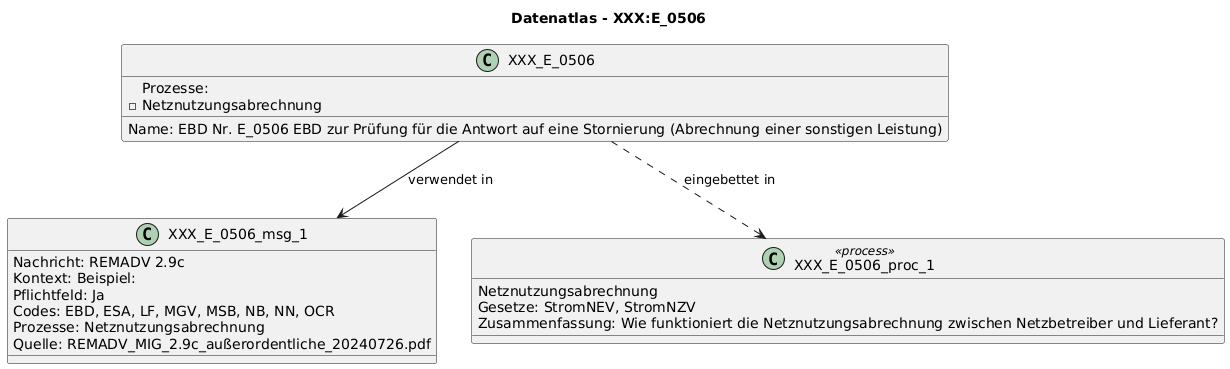 Datenatlas - XXX:E_0506
C XXX_E_0506
Prozesse:
Netznutzungsabrechnung
Name: EBD Nr. E_0506 EBD zur Prüfung für die Antwort auf eine Stornierung (Abrechnung einer sonstigen Leistung)
verwendet in
eingebettet in
C XXX_E_0506_msg_1
Nachricht: REMADV 2.9c
Kontext: Beispiel:
Pflichtfeld: Ja
Codes: EBD, ESA, LF, MGV, MSB, NB, NN, OCR
Prozesse: Netznutzungsabrechnung
Quelle: REMADV_MIG_2.9c_außerordentliche_20240726.pdf
«process»
C XXX_E_0506_proc_1
Netznutzungsabrechnung
Gesetze: StromNEV, StromNZV
Zusammenfassung: Wie funktioniert die Netznutzungsabrechnung zwischen Netzbetreiber und Lieferant?